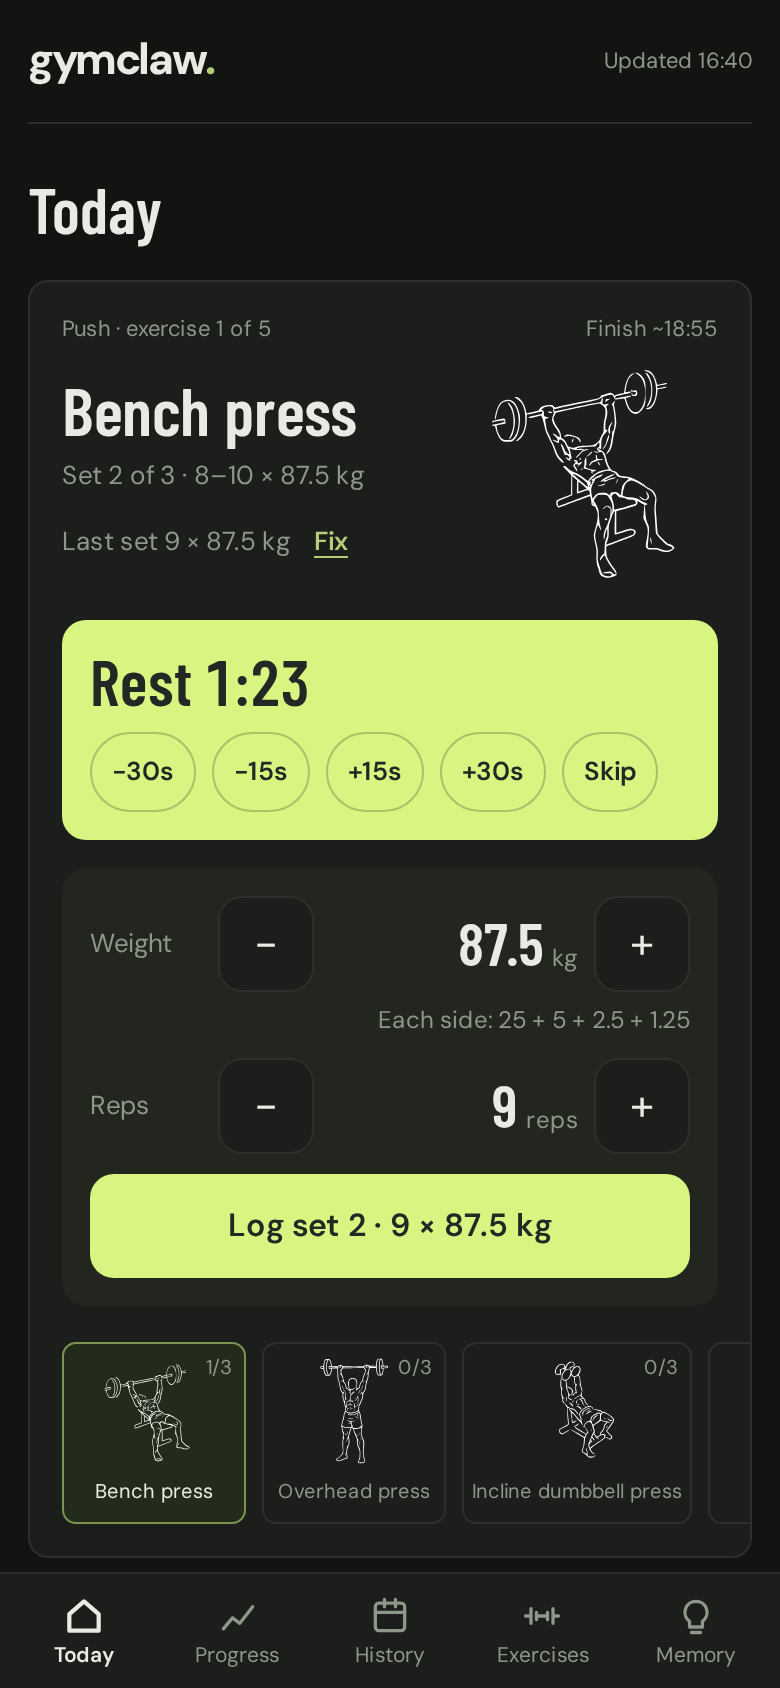 gymclaw.
Updated 16:40
Today
Push · exercise 1 of 5
Finish ~18:55
Bench press
Set 2 of 3 · 8–10 × 87.5 kg
Last set 9 × 87.5 kg Fix
Rest 1:23
−30s −15s +15s +30s Skip
Weight − 87.5 kg +
Each side: 25 + 5 + 2.5 + 1.25
Reps − 9 reps +
Log set 2 · 9 × 87.5 kg
1/3 0/3 0/3
Bench press Overhead press Incline dumbbell press
Today Progress History Exercises Memory